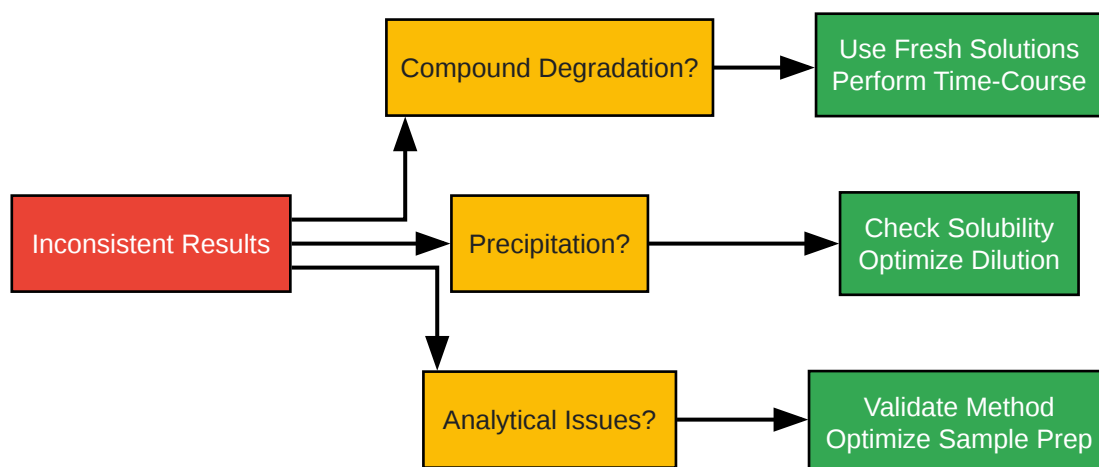 Compound Degradation?
Use Fresh Solutions
Perform Time-Course
Inconsistent Results
Precipitation?
Check Solubility
Optimize Dilution
Analytical Issues?
Validate Method
Optimize Sample Prep